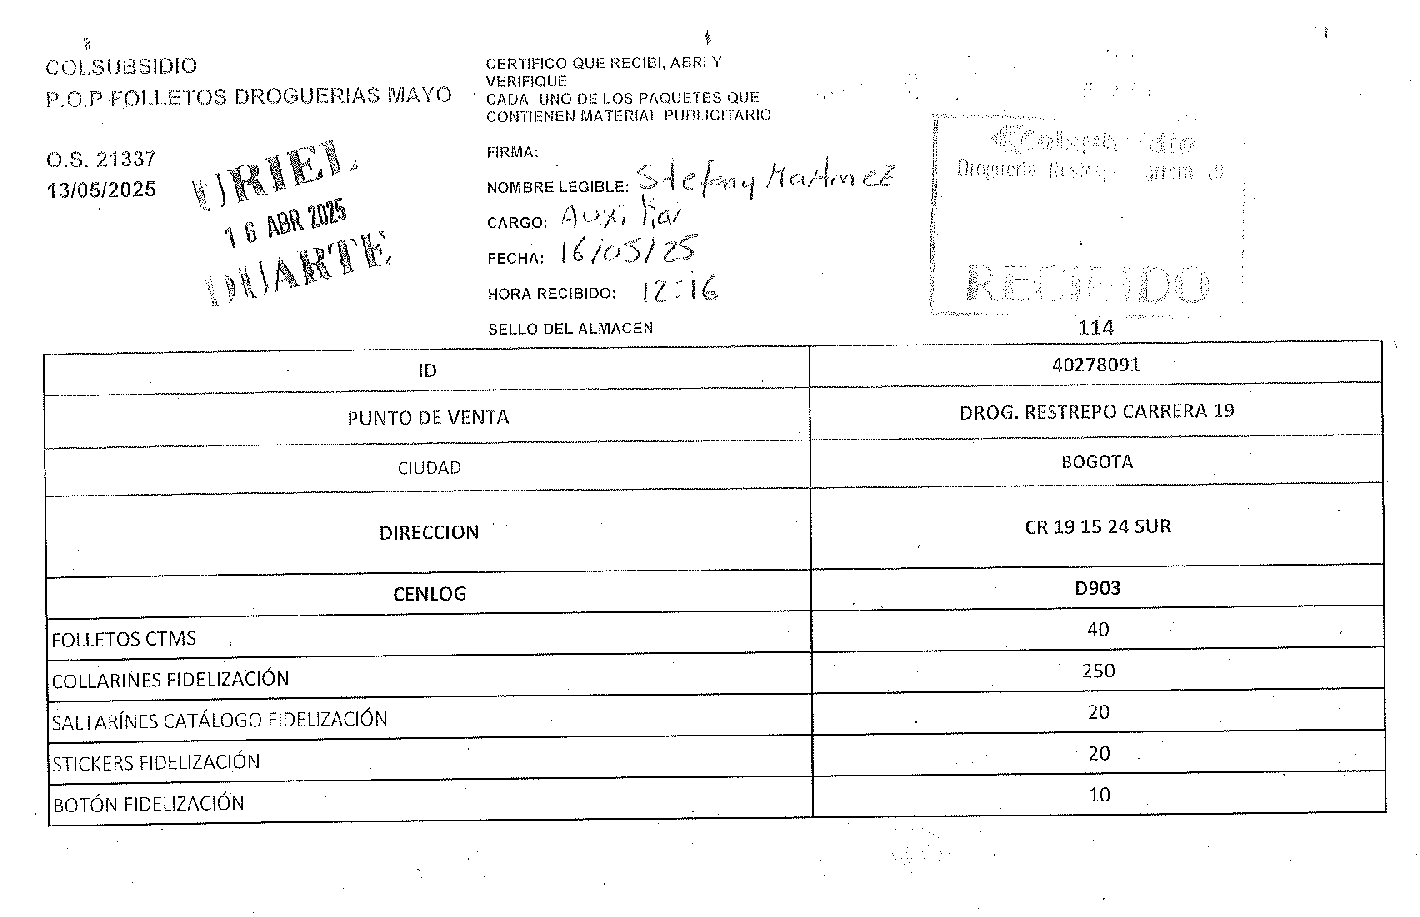 COLSUBSIDIO
P.O.P FOLLETOS DROGUERIAS MAYO
O.S. 21337
13/05/2025
URIEL
16 ABR 2025
DUARTE
CERTIFICO QUE RECIBI, ABRI Y
VERIFIQUE
CADA UNO DE LOS PAQUETES QUE
CONTIENEN MATERIAL PUBLICITARIO
FIRMA:
NOMBRE LEGIBLE: Stefany Martinez
CARGO: Auxiliar
FECHA: 16/05/25
HORA RECIBIDO: 12:16
SELLO DEL ALMACEN
Colsubsidio
Droguería Restrepo
RECIBIDO
114
ID 40278091
PUNTO DE VENTA DROG. RESTREPO CARRERA 19
CIUDAD BOGOTA
DIRECCION CR 19 15 24 SUR
CENLOG D903
FOLLETOS CTMS 40
COLLARINES FIDELIZACIÓN 250
SALTARÍNES CATÁLOGO FIDELIZACIÓN 20
STICKERS FIDELIZACIÓN 20
BOTÓN FIDELIZACIÓN 10